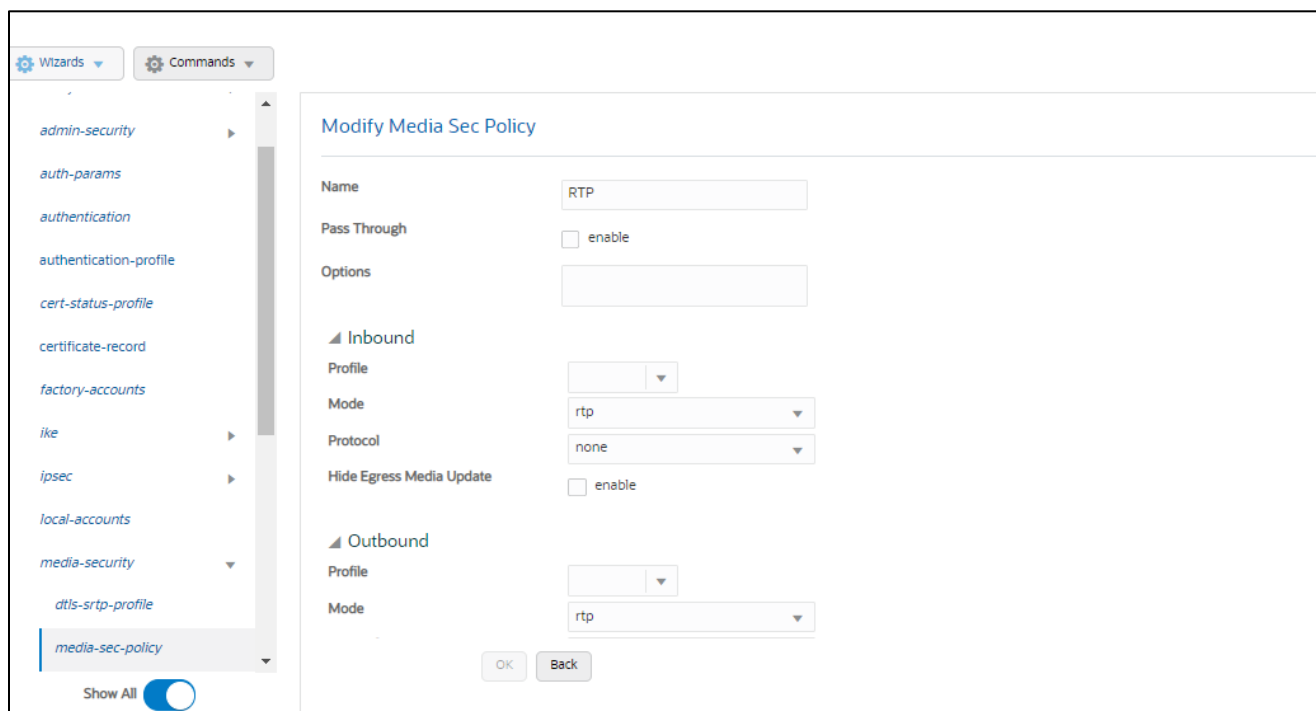 Wizards
Commands
admin-security
auth-params
authentication
authentication-profile
cert-status-profile
certificate-record
factory-accounts
ike
ipsec
local-accounts
media-security
dtls-srtp-profile
media-sec-policy
Show All
Modify Media Sec Policy
Name RTP
Pass Through enable
Options
Inbound
Profile
Mode rtp
Protocol none
Hide Egress Media Update enable
Outbound
Profile
Mode rtp
OK Back